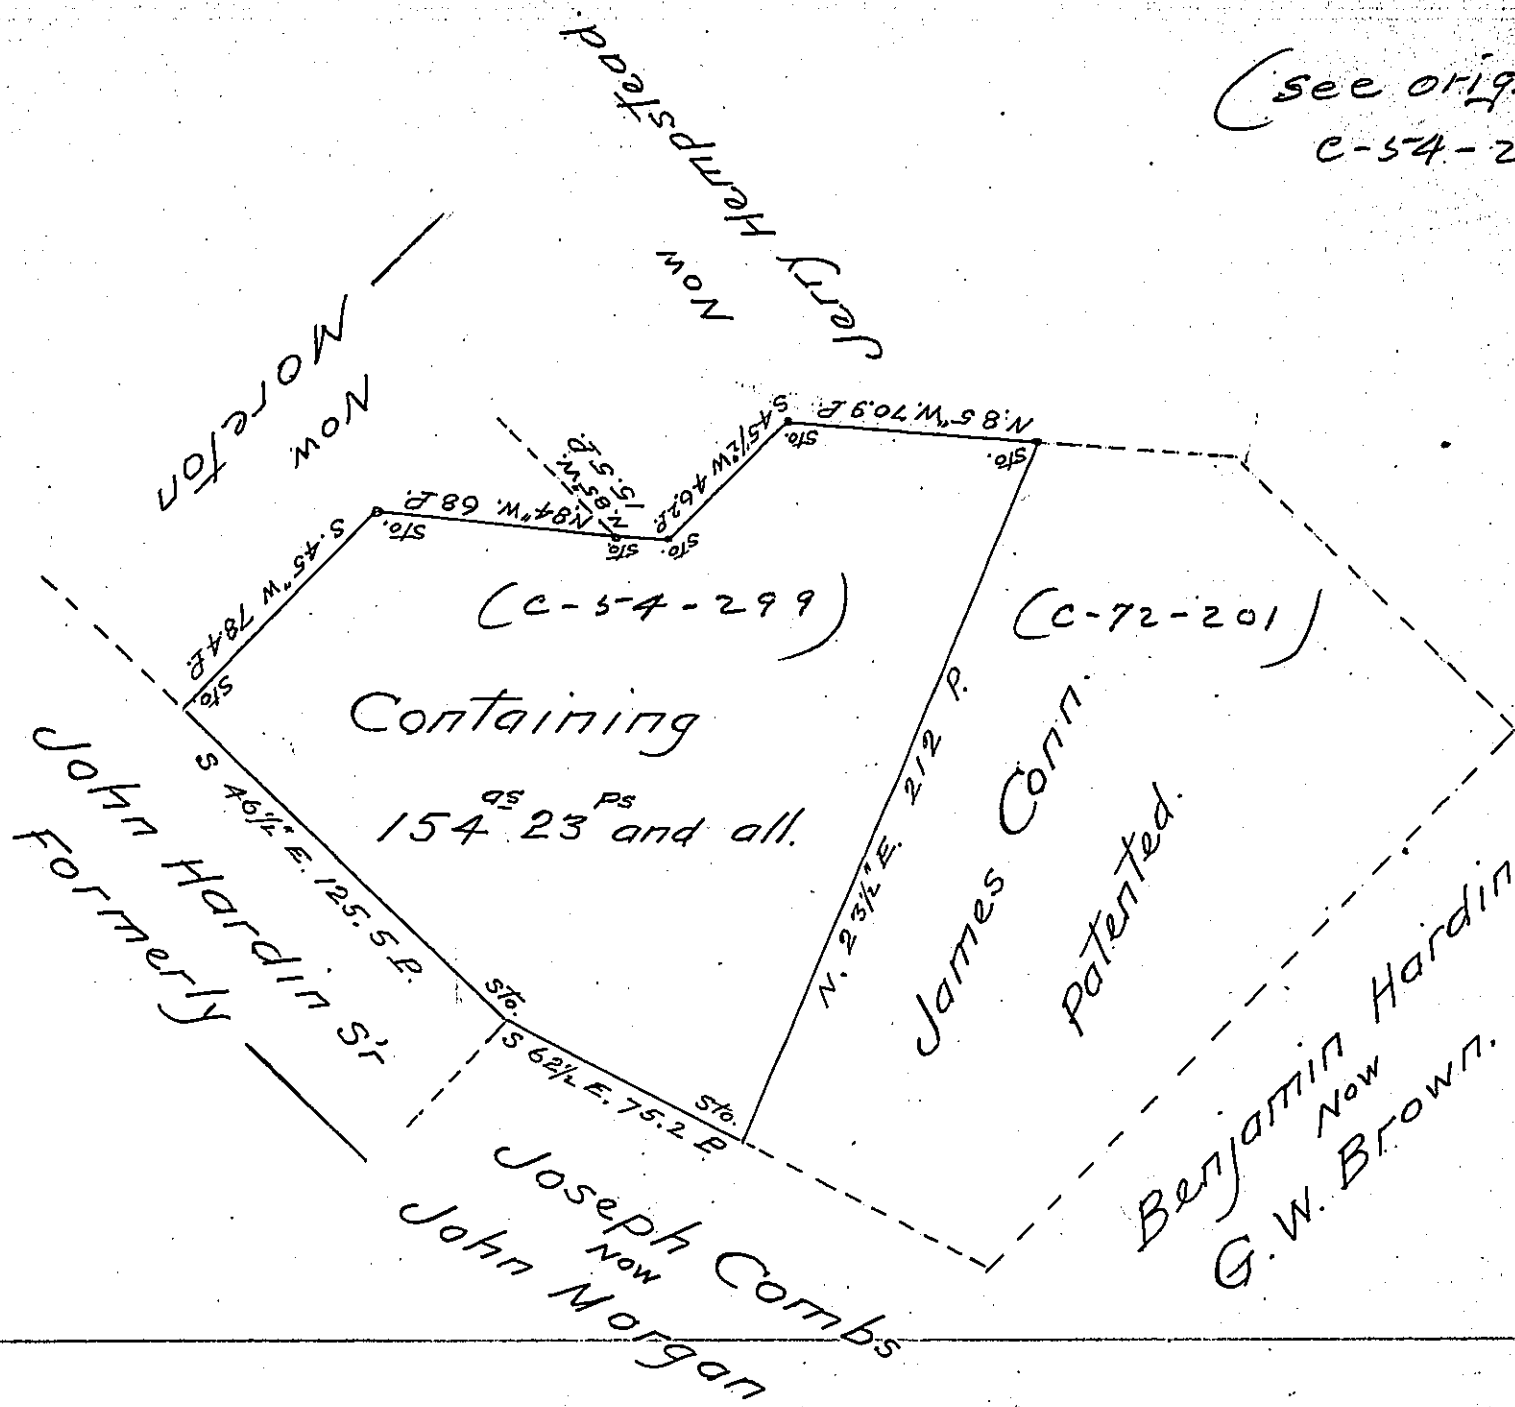 (see orig.
C-54-2
Jery Hempstead.
Now
Moreton
Now
N. 85° W. 70.9 P.
Sto.
Sto.
S 45½° W 46.2 P.
Sto.
N. 85° W.
15.5 P.
Sto.
N. 84° W. 68 P.
Sto.
S. 45° W 78.4 P.
Sto.
(C-54-299)
(C-72-201)
Containing
154 as 23 ps and all.
N. 23½° E. 212 P.
James Conn.
Patented.
S 46½° E. 125.5 P.
John Hardin Sr
Formerly
Sto.
S 62½ E. 75.2 P.
Sto.
Joseph Combs
Now
John Morgan
Benjamin Hardin
Now
G. W. Brown.